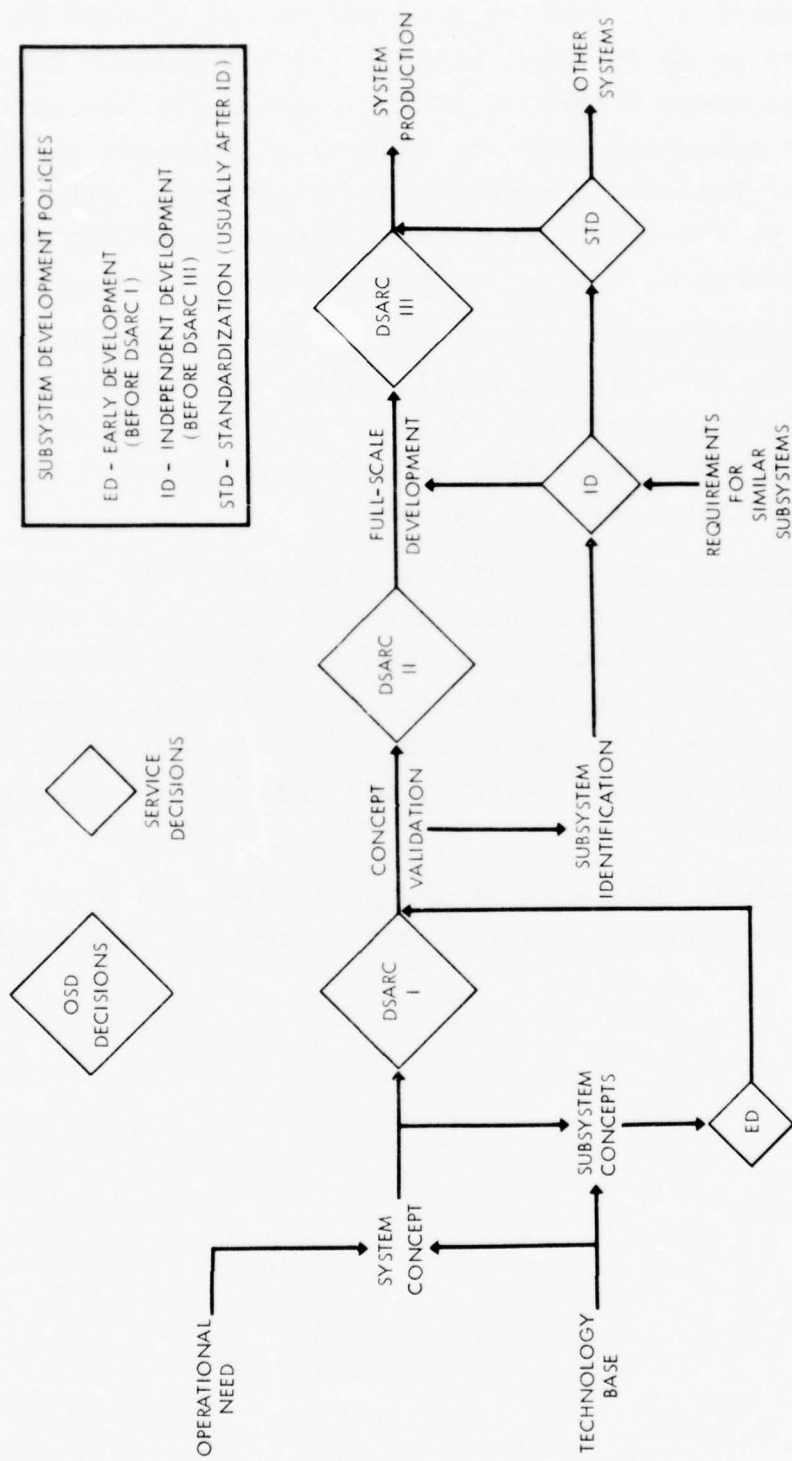 OSD
DECISIONS
SERVICE
DECISIONS
SUBSYSTEM DEVELOPMENT POLICIES
ED - EARLY DEVELOPMENT
(BEFORE DSARC I)
ID - INDEPENDENT DEVELOPMENT
(BEFORE DSARC III)
STD - STANDARDIZATION (USUALLY AFTER ID)
OPERATIONAL
NEED
SYSTEM
CONCEPT
DSARC
I
CONCEPT
VALIDATION
DSARC
II
FULL-SCALE
DEVELOPMENT
DSARC
III
SYSTEM
PRODUCTION
TECHNOLOGY
BASE
SUBSYSTEM
CONCEPTS
ED
SUBSYSTEM
IDENTIFICATION
ID
REQUIREMENTS
FOR
SIMILAR
SUBSYSTEMS
STD
OTHER
SYSTEMS